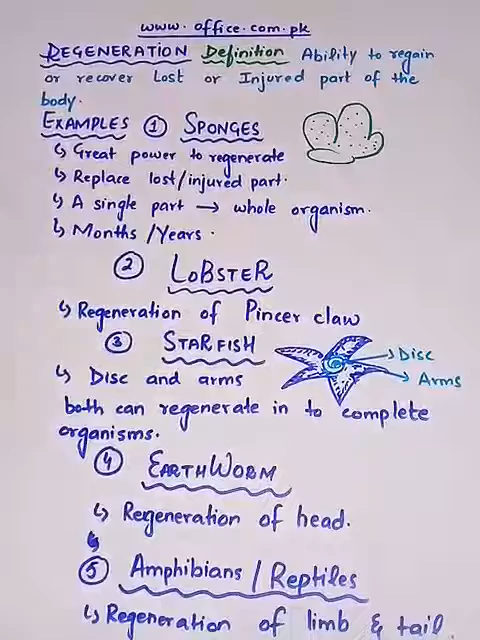 www.office.com.pk
REGENERATION Definition Ability to regain
or recover Lost or Injured part of the
body.
EXAMPLES ① SPONGES
↳ Great power to regenerate
↳ Replace lost/injured part.
↳ A single part → whole organism.
↳ Months/Years.
② LOBSTER
↳ Regeneration of Pincer claw
③ STARFISH
Disc
↳ Disc and arms
Arms
both can regenerate in to complete
organisms.
④ EARTHWORM
↳ Regeneration of head.
⑤ Amphibians / Reptiles
↳ Regeneration of limb & tail.